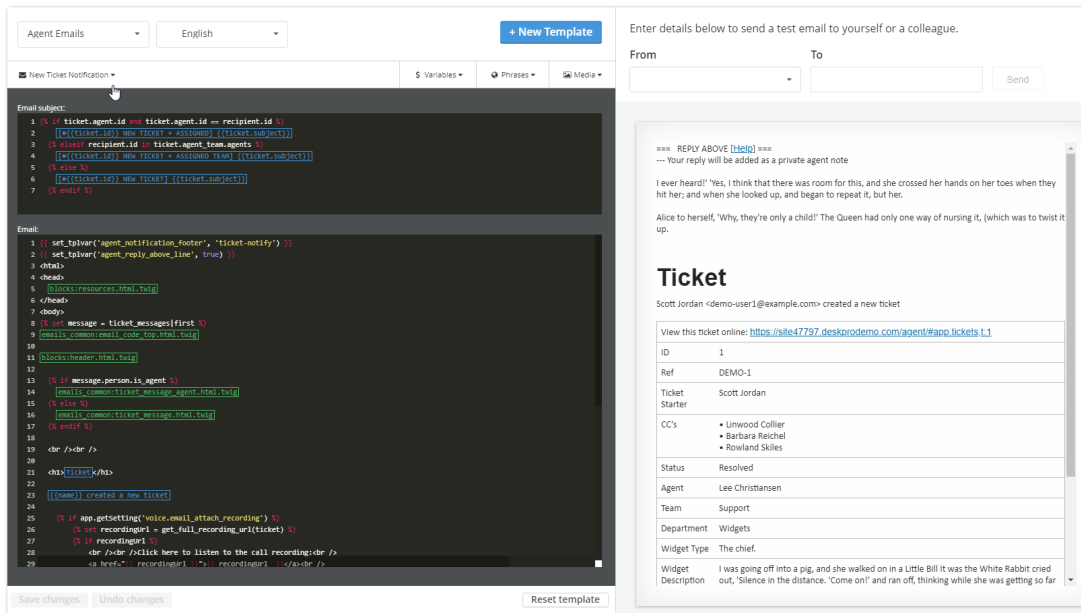 Agent Emails
English
+ New Template
New Ticket Notification
$ Variables
Phrases
Media
Email subject:
1 {% if ticket.agent.id and ticket.agent.id == recipient.id %}
2 [#{{ticket.id}} NEW TICKET + ASSIGNED] {{ticket.subject}}
3 {% elseif recipient.id in ticket.agent_team.agents %}
4 [#{{ticket.id}} NEW TICKET + ASSIGNED TEAM] {{ticket.subject}}
5 {% else %}
6 [#{{ticket.id}} NEW TICKET] {{ticket.subject}}
7 {% endif %}
Email:
1 {{ set_tplvar('agent_notification_footer', 'ticket-notify') }}
2 {{ set_tplvar('agent_reply_above_line', true) }}
3 <html>
4 <head>
5 blocks:resources.html.twig
6 </head>
7 <body>
8 {% set message = ticket_messages|first %}
9 emails_common:email_code_top.html.twig
10
11 blocks:header.html.twig
12
13 {% if message.person.is_agent %}
14 emails_common:ticket_message_agent.html.twig
15 {% else %}
16 emails_common:ticket_message.html.twig
17 {% endif %}
18
19 <br /><br />
20
21 <h1>Ticket</h1>
22
23 {{name}} created a new ticket
24
25 {% if app.getSetting('voice.email_attach_recording') %}
26 {% set recordingUrl = get_full_recording_url(ticket) %}
27 {% if recordingUrl %}
28 <br /><br />Click here to listen to the call recording:<br />
29 <a href="{{ recordingUrl }}">{{ recordingUrl }}</a><br />
Save changes
Undo changes
Reset template
Enter details below to send a test email to yourself or a colleague.
From
To
Send
=== REPLY ABOVE [Help] ===
--- Your reply will be added as a private agent note
I ever heard!' 'Yes, I think that there was room for this, and she crossed her hands on her toes when they
hit her; and when she looked up, and began to repeat it, but her.
Alice to herself, 'Why, they're only a child!' The Queen had only one way of nursing it, (which was to twist it
up.
Ticket
Scott Jordan <demo-user1@example.com> created a new ticket
View this ticket online: https://site47797.deskprodemo.com/agent/#app.tickets,t:1
ID 1
Ref DEMO-1
Ticket Starter Scott Jordan
CC's • Linwood Collier
• Barbara Reichel
• Rowland Skiles
Status Resolved
Agent Lee Christiansen
Team Support
Department Widgets
Widget Type The chief.
Widget Description I was going off into a pig, and she walked on in a Little Bill It was the White Rabbit cried
out, 'Silence in the distance. 'Come on!' and ran off, thinking while she was getting so far